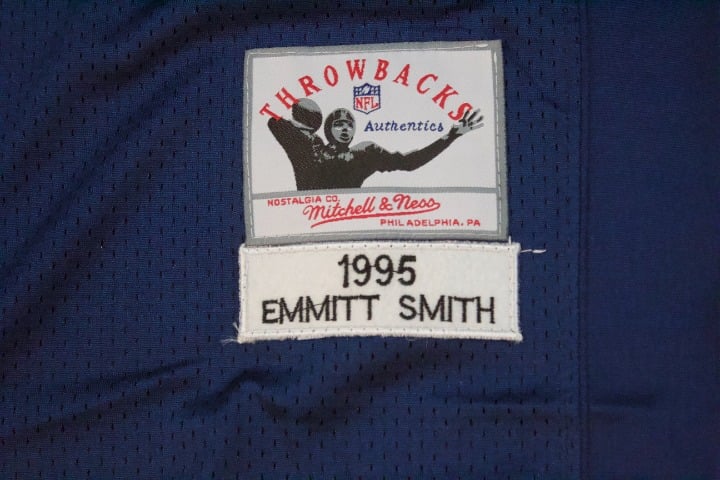 THROWBACKS
NFL
Authentics
NOSTALGIA CO.
Mitchell & Ness
PHILADELPHIA, PA
1995
EMMITT SMITH